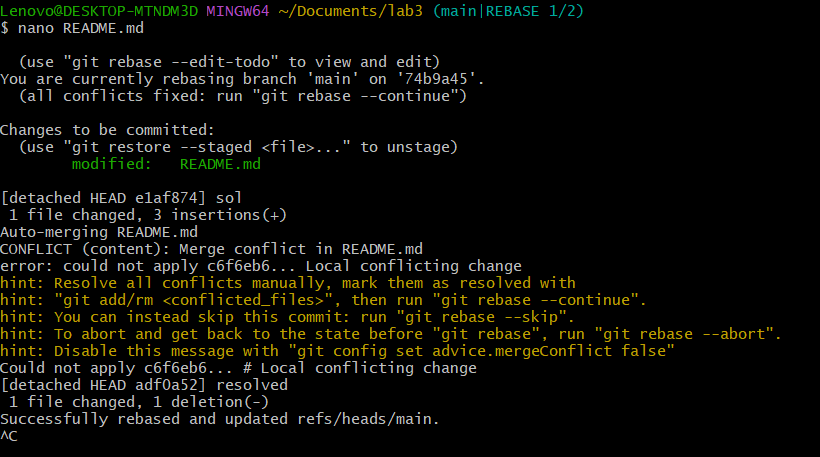 Lenovo@DESKTOP-MTNDM3D MINGW64 ~/Documents/lab3 (main|REBASE 1/2)
$ nano README.md
(use "git rebase --edit-todo" to view and edit)
You are currently rebasing branch 'main' on '74b9a45'.
(all conflicts fixed: run "git rebase --continue")
Changes to be committed:
(use "git restore --staged <file>..." to unstage)
modified: README.md
[detached HEAD e1af874] sol
1 file changed, 3 insertions(+)
Auto-merging README.md
CONFLICT (content): Merge conflict in README.md
error: could not apply c6f6eb6... Local conflicting change
hint: Resolve all conflicts manually, mark them as resolved with
hint: "git add/rm <conflicted_files>", then run "git rebase --continue".
hint: You can instead skip this commit: run "git rebase --skip".
hint: To abort and get back to the state before "git rebase", run "git rebase --abort".
hint: Disable this message with "git config set advice.mergeConflict false"
Could not apply c6f6eb6... # Local conflicting change
[detached HEAD adf0a52] resolved
1 file changed, 1 deletion(-)
Successfully rebased and updated refs/heads/main.
^C